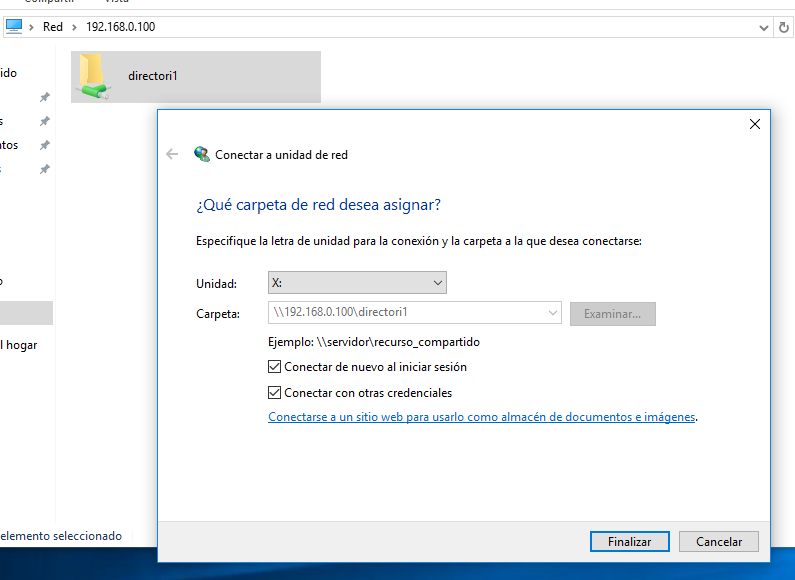 Compartir Vista
Red 192.168.0.100
ido
directori1
s
ntos
s
Conectar a unidad de red
¿Qué carpeta de red desea asignar?
Especifique la letra de unidad para la conexión y la carpeta a la que desea conectarse:
Unidad: X:
Carpeta: \\192.168.0.100\directori1 Examinar...
Ejemplo: \\servidor\recurso_compartido
l hogar
Conectar de nuevo al iniciar sesión
Conectar con otras credenciales
Conectarse a un sitio web para usarlo como almacén de documentos e imágenes.
elemento seleccionado
Finalizar Cancelar